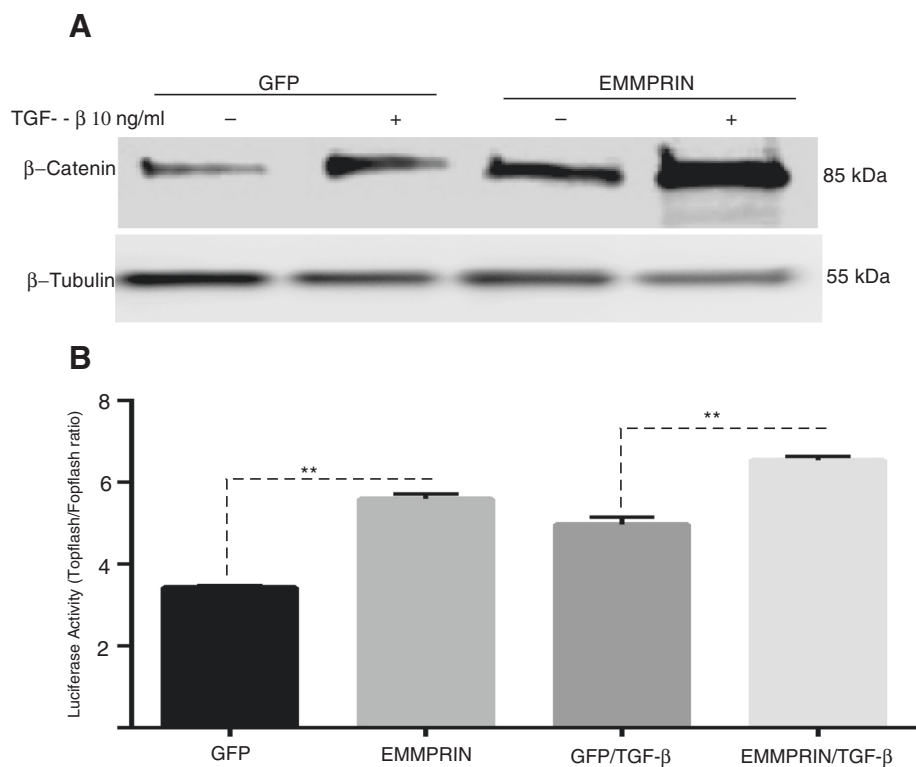 A
GFP EMMPRIN
TGF- - β 10 ng/ml − + − +
β–Catenin 85 kDa
β–Tubulin 55 kDa
B
Luciferase Activity (Topflash/Fopflash ratio)
8
6
4
2
** **
GFP EMMPRIN GFP/TGF-β EMMPRIN/TGF-β